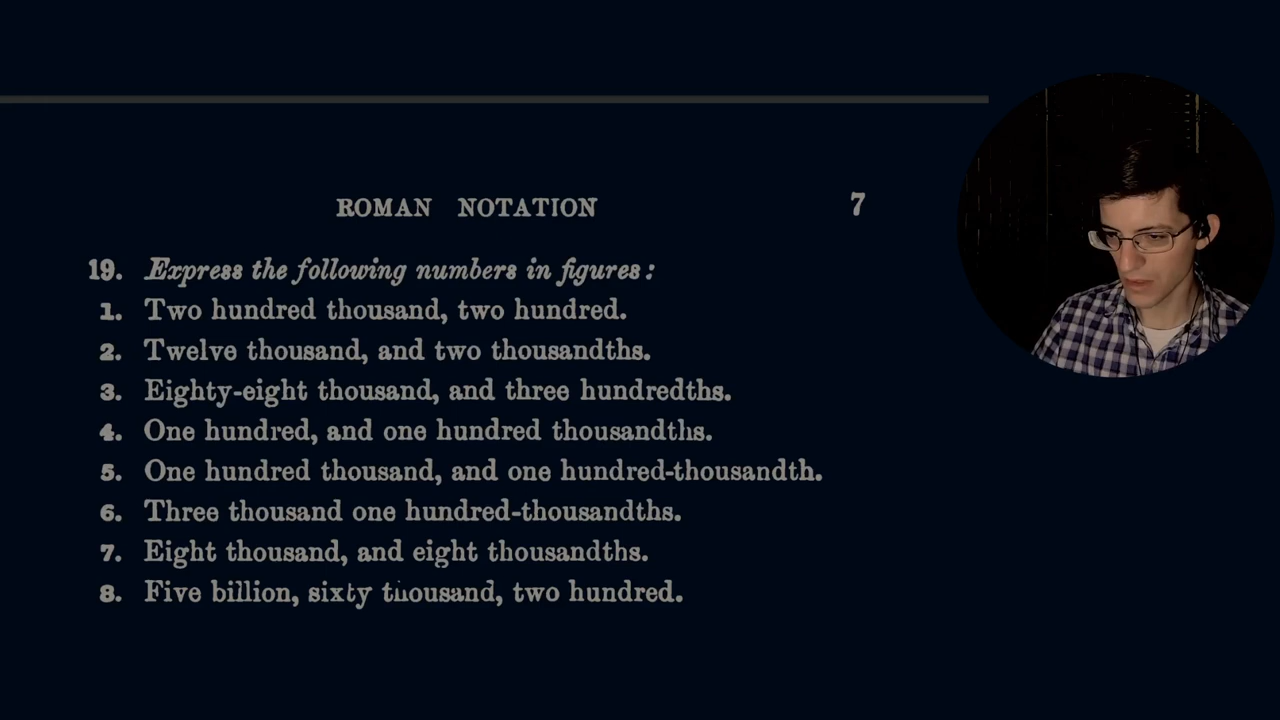 ROMAN NOTATION 7
19. Express the following numbers in figures:
1. Two hundred thousand, two hundred.
2. Twelve thousand, and two thousandths.
3. Eighty-eight thousand, and three hundredths.
4. One hundred, and one hundred thousandths.
5. One hundred thousand, and one hundred-thousandth.
6. Three thousand one hundred-thousandths.
7. Eight thousand, and eight thousandths.
8. Five billion, sixty thousand, two hundred.